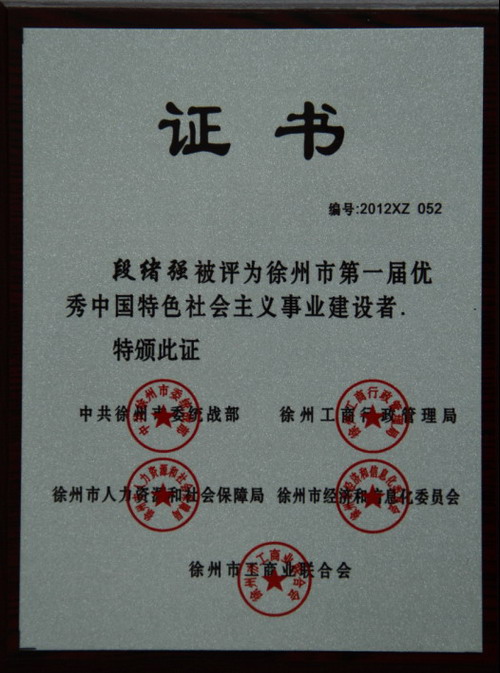 证书
编号:2012XZ 052
段绪强被评为徐州市第一届优
秀中国特色社会主义事业建设者.
特颁此证
中共徐州市委统战部 徐州工商行政管理局
徐州市人力资源和社会保障局 徐州市经济和信息化委员会
徐州市工商业联合会